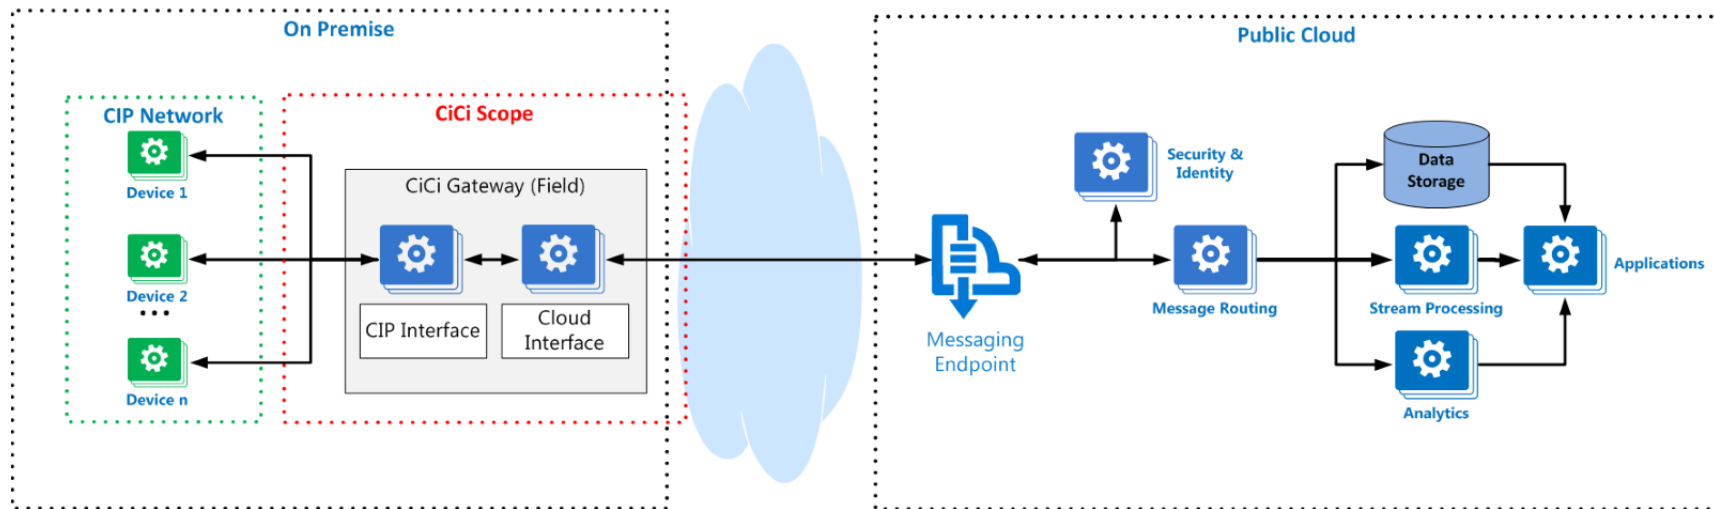 On Premise
CIP Network
Device 1
Device 2
...
Device n
CiCi Scope
CiCi Gateway (Field)
CIP Interface
Cloud
Interface
Public Cloud
Messaging
Endpoint
Security &
Identity
Message Routing
Data
Storage
Stream Processing
Analytics
Applications